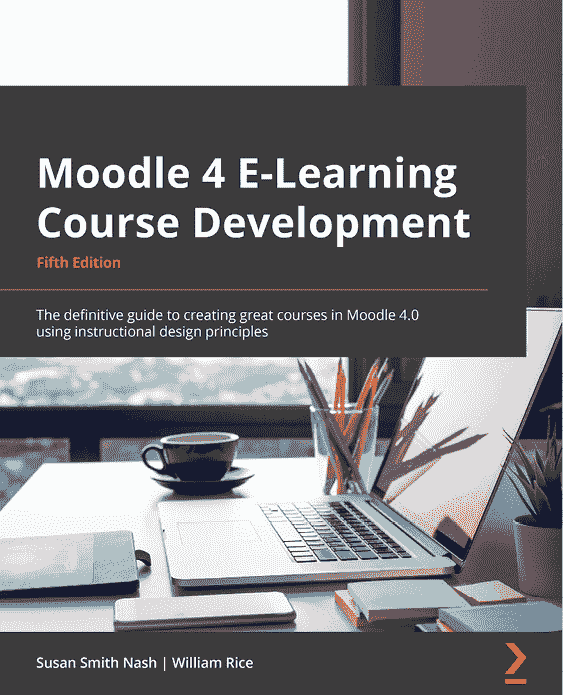 Moodle 4 E-Learning
Course Development
Fifth Edition
The definitive guide to creating great courses in Moodle 4.0
using instructional design principles
Susan Smith Nash | William Rice